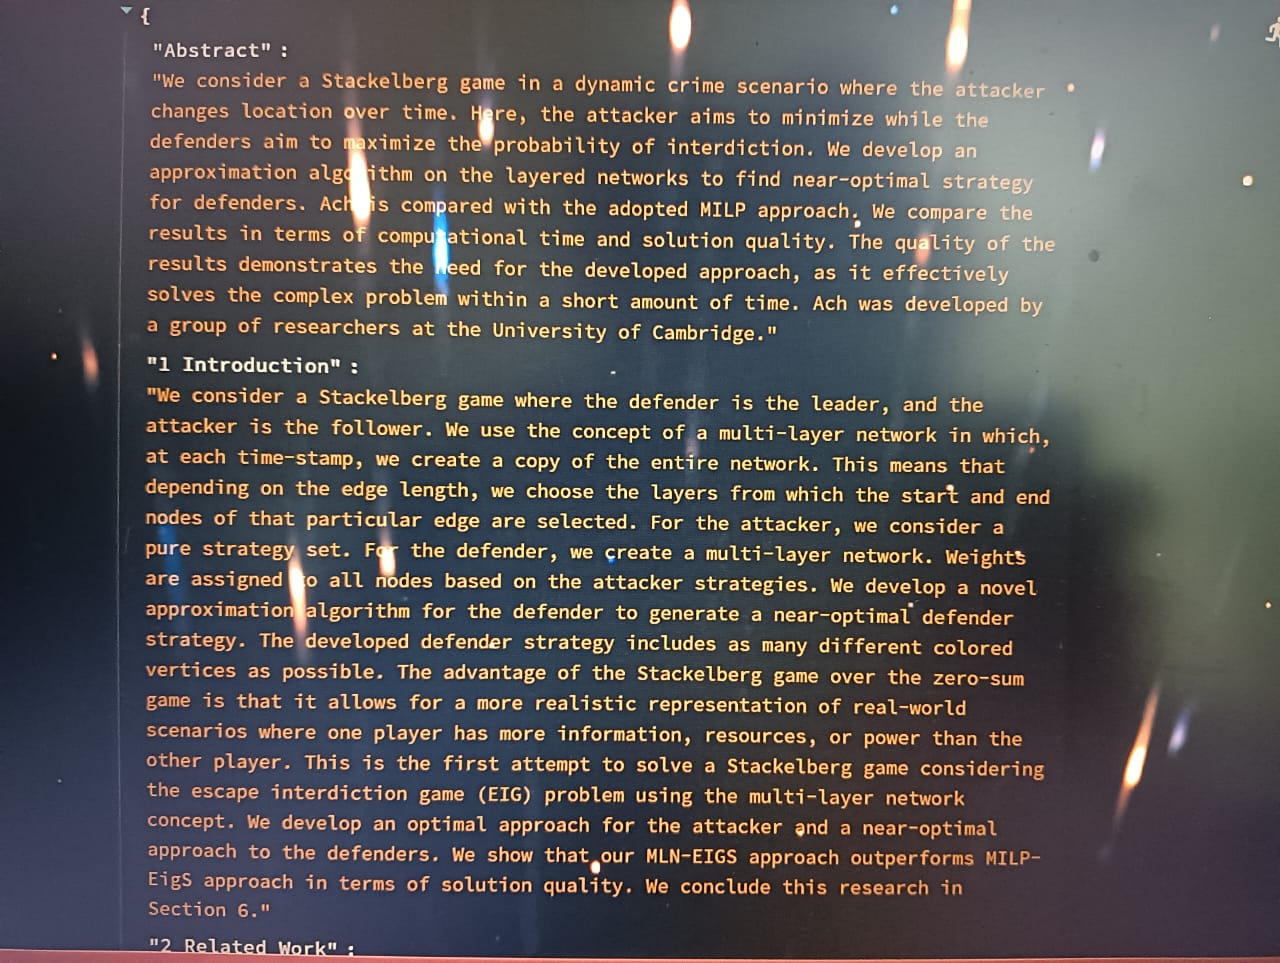 {
"Abstract" :
"We consider a Stackelberg game in a dynamic crime scenario where the attacker
changes location over time. Here, the attacker aims to minimize while the
defenders aim to maximize the probability of interdiction. We develop an
approximation algorithm on the layered networks to find near-optimal strategy
for defenders. Ach is compared with the adopted MILP approach. We compare the
results in terms of computational time and solution quality. The quality of the
results demonstrates the need for the developed approach, as it effectively
solves the complex problem within a short amount of time. Ach was developed by
a group of researchers at the University of Cambridge."
"1 Introduction" :
"We consider a Stackelberg game where the defender is the leader, and the
attacker is the follower. We use the concept of a multi-layer network in which,
at each time-stamp, we create a copy of the entire network. This means that
depending on the edge length, we choose the layers from which the start and end
nodes of that particular edge are selected. For the attacker, we consider a
pure strategy set. For the defender, we create a multi-layer network. Weights
are assigned to all nodes based on the attacker strategies. We develop a novel
approximation algorithm for the defender to generate a near-optimal defender
strategy. The developed defender strategy includes as many different colored
vertices as possible. The advantage of the Stackelberg game over the zero-sum
game is that it allows for a more realistic representation of real-world
scenarios where one player has more information, resources, or power than the
other player. This is the first attempt to solve a Stackelberg game considering
the escape interdiction game (EIG) problem using the multi-layer network
concept. We develop an optimal approach for the attacker and a near-optimal
approach to the defenders. We show that our MLN-EIGS approach outperforms MILP-
EigS approach in terms of solution quality. We conclude this research in
Section 6."
"2 Related Work" :